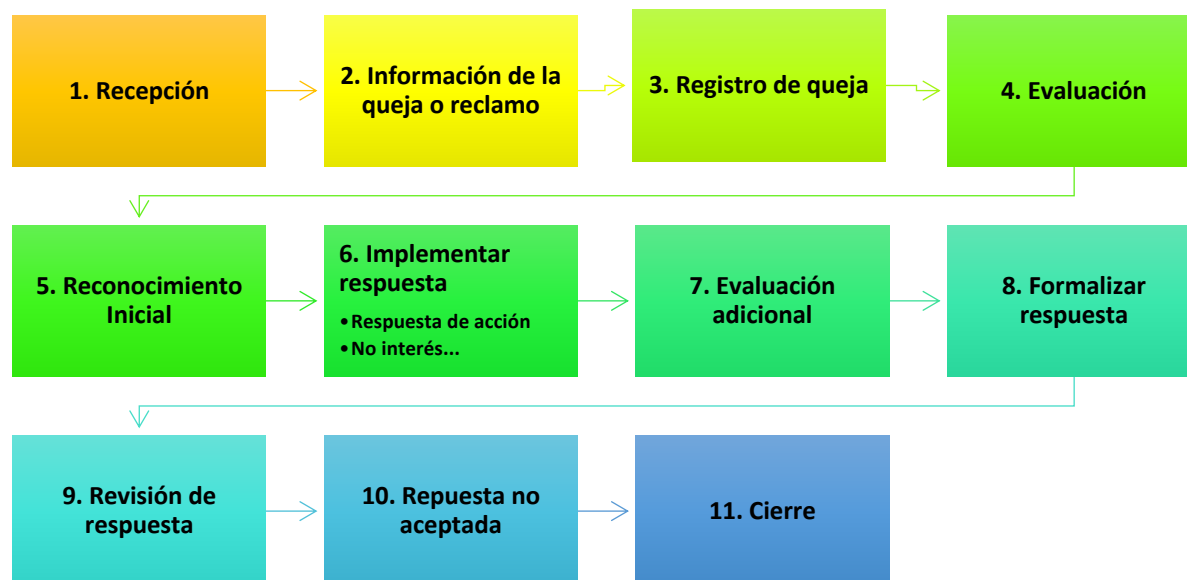 1. Recepción
2. Información de la
queja o reclamo
3. Registro de queja
4. Evaluación
5. Reconocimiento
Inicial
6. Implementar
respuesta
•Respuesta de acción
•No interés...
7. Evaluación
adicional
8. Formalizar
respuesta
9. Revisión de
respuesta
10. Repuesta no
aceptada
11. Cierre